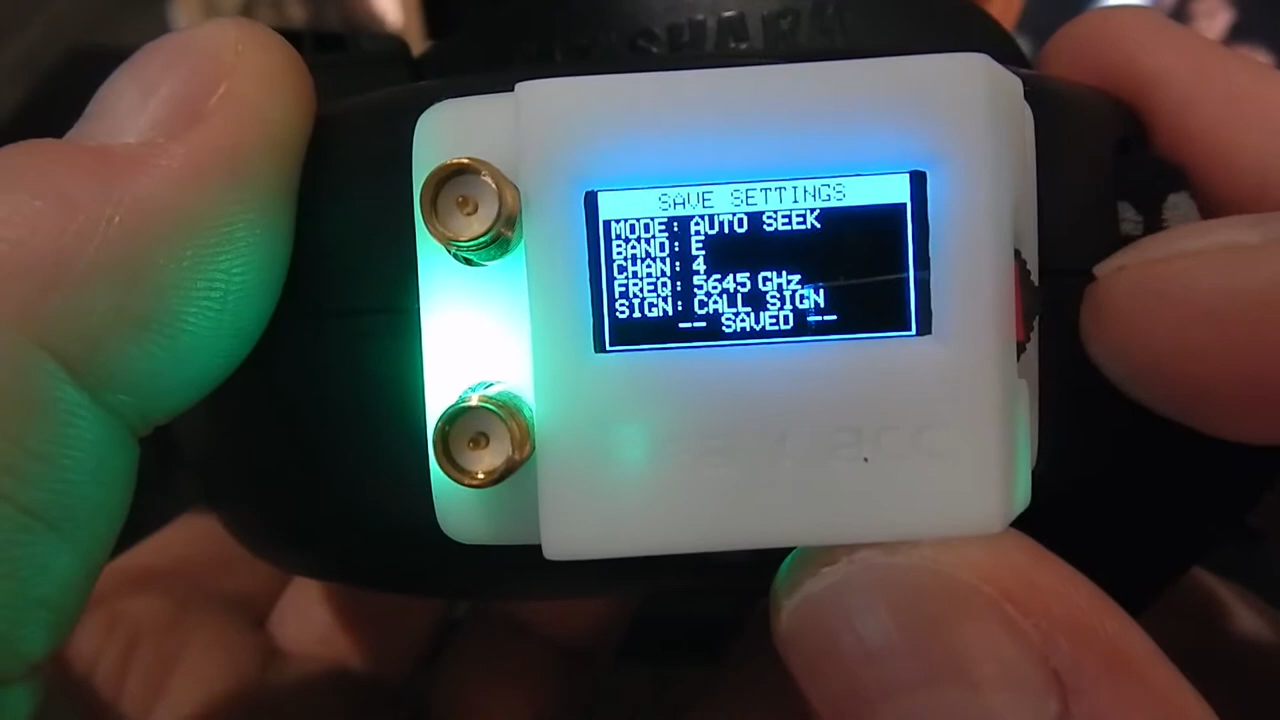 SAVE SETTINGS
MODE: AUTO SEEK
BAND: E
CHAN: 4
FREQ: 5645 GHz
SIGN: CALL SIGN
-- SAVED --